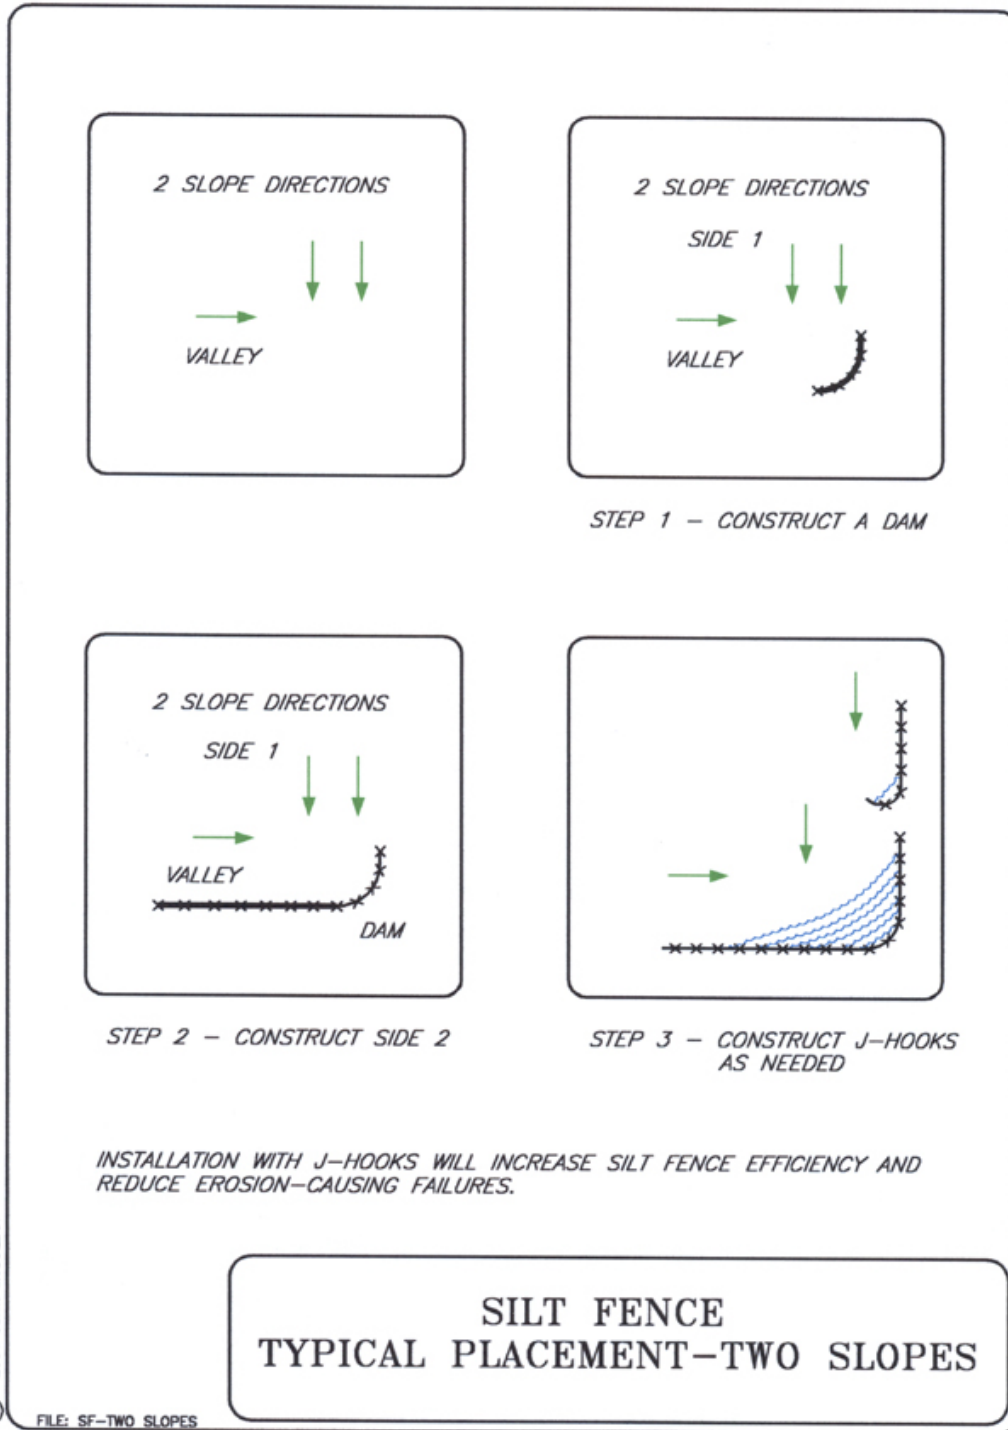 2 SLOPE DIRECTIONS
VALLEY
2 SLOPE DIRECTIONS
SIDE 1
VALLEY
STEP 1 – CONSTRUCT A DAM
2 SLOPE DIRECTIONS
SIDE 1
VALLEY
DAM
STEP 2 – CONSTRUCT SIDE 2
STEP 3 – CONSTRUCT J–HOOKS
AS NEEDED
INSTALLATION WITH J–HOOKS WILL INCREASE SILT FENCE EFFICIENCY AND
REDUCE EROSION–CAUSING FAILURES.
SILT FENCE
TYPICAL PLACEMENT–TWO SLOPES
FILE: SF–TWO SLOPES